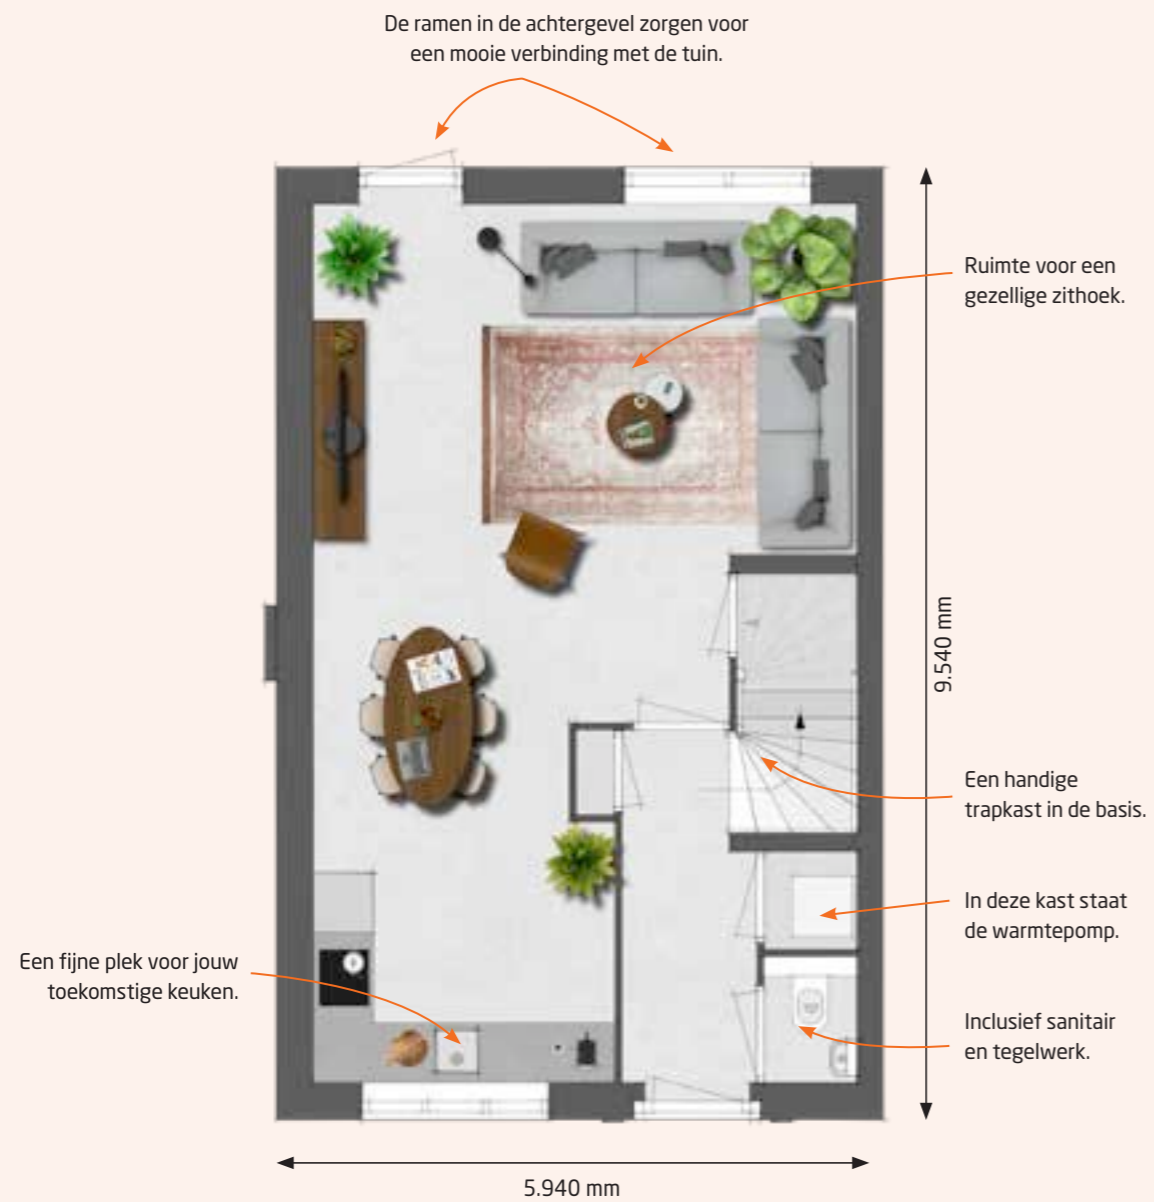 De ramen in de achtergevel zorgen voor
een mooie verbinding met de tuin.
Ruimte voor een
gezellige zithoek.
9.540 mm
Een handige
trapkast in de basis.
In deze kast staat
de warmtepomp.
Een fijne plek voor jouw
toekomstige keuken.
Inclusief sanitair
en tegelwerk.
5.940 mm